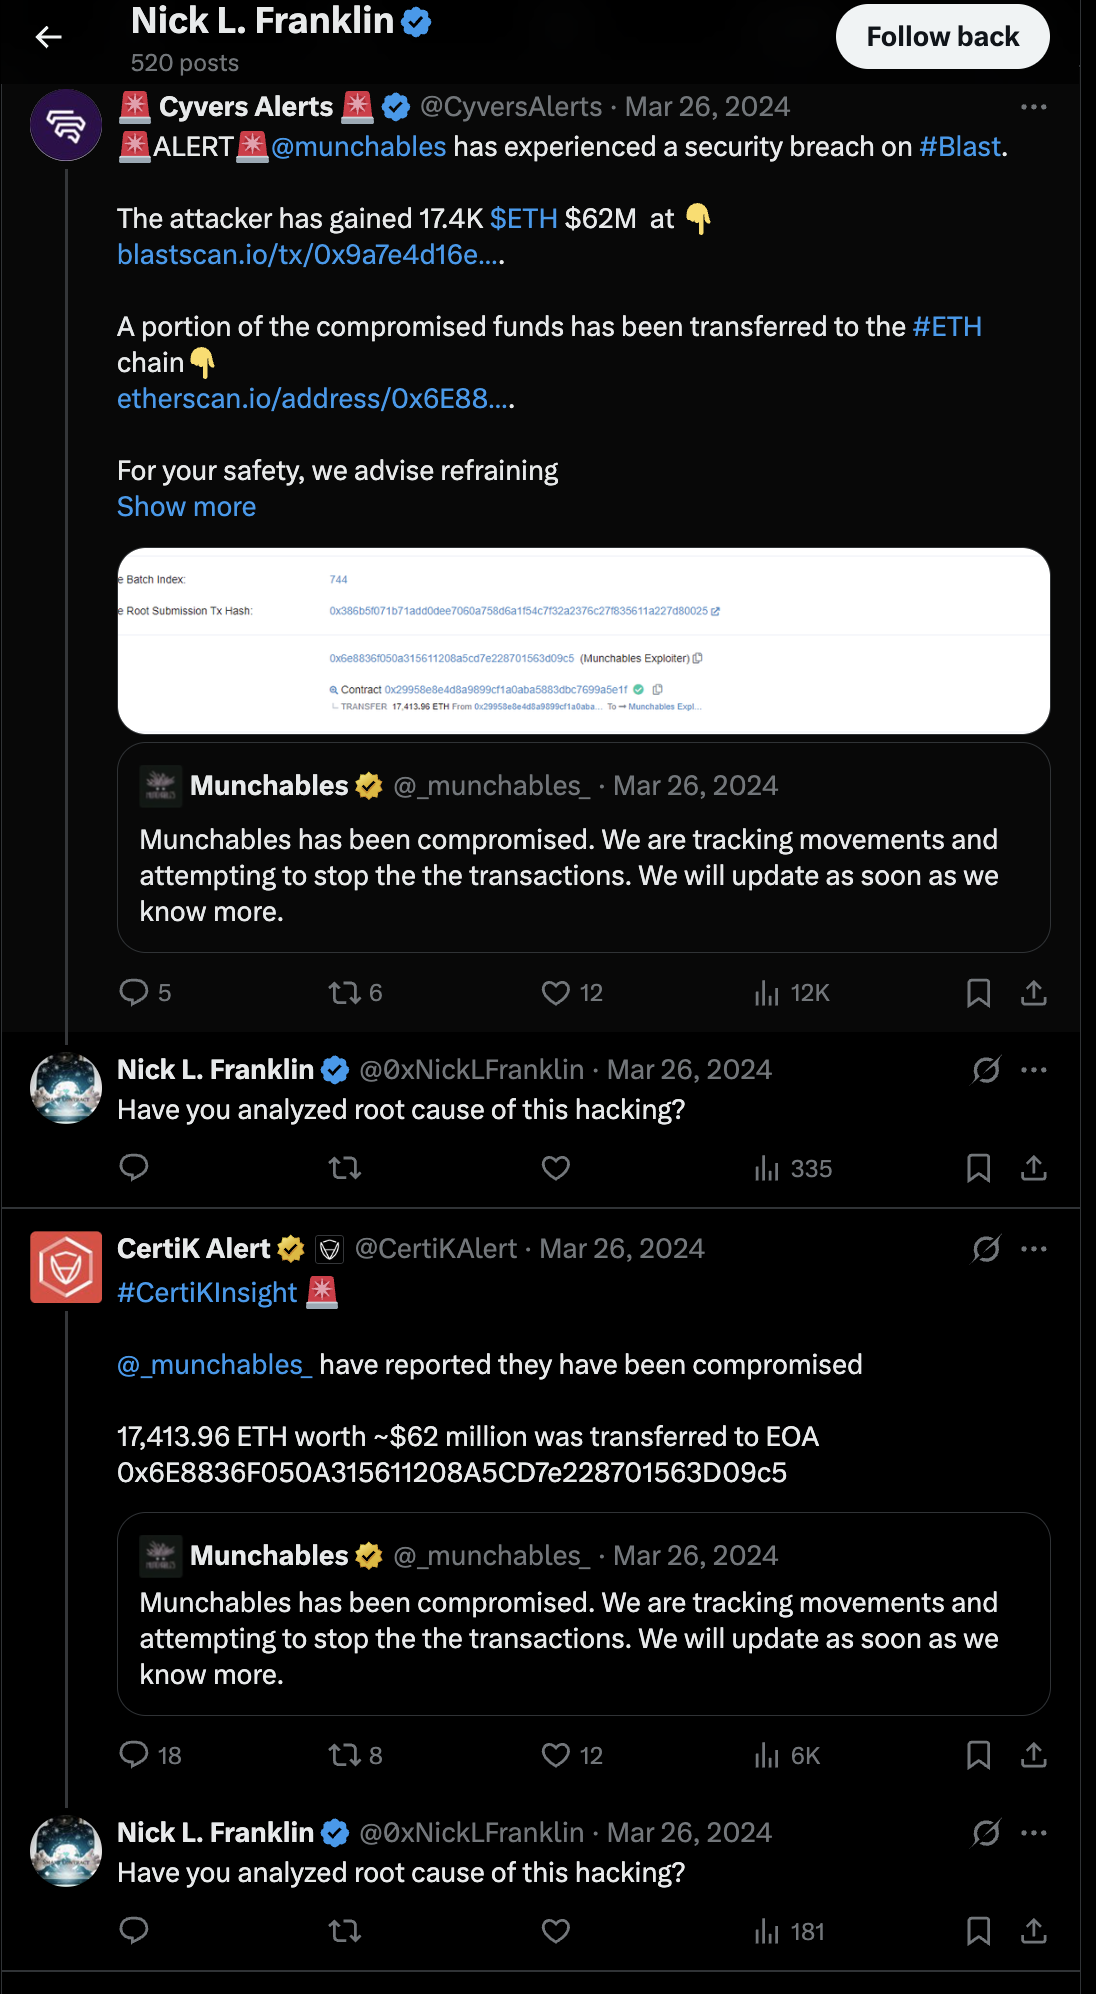 Nick L. Franklin
520 posts
Follow back
🚨 Cyvers Alerts 🚨 @CyversAlerts · Mar 26, 2024
🚨ALERT🚨@munchables has experienced a security breach on #Blast.
The attacker has gained 17.4K $ETH $62M at 👇
blastscan.io/tx/0x9a7e4d16e….
A portion of the compromised funds has been transferred to the #ETH
chain👇
etherscan.io/address/0x6E88….
For your safety, we advise refraining
Show more
e Batch Index: 744
e Root Submission Tx Hash: 0x386b5f071b71add0dee7060a758d6a1f54c7f32a2376c27f835611a227d80025
0x6e8836f050a315611208a5cd7e228701563d09c5 (Munchables Exploiter)
Contract 0x29958e8e4d8a9899cf1a0aba5883dbc7699a5e1f
TRANSFER 17,413.96 ETH From 0x29958e8e4d8a9899cf1a0aba... To → Munchables Expl...
Munchables @_munchables_ · Mar 26, 2024
Munchables has been compromised. We are tracking movements and
attempting to stop the the transactions. We will update as soon as we
know more.
5 6 12 12K
Nick L. Franklin @0xNickLFranklin · Mar 26, 2024
Have you analyzed root cause of this hacking?
335
CertiK Alert @CertiKAlert · Mar 26, 2024
#CertiKInsight 🚨
@_munchables_ have reported they have been compromised
17,413.96 ETH worth ~$62 million was transferred to EOA
0x6E8836F050A315611208A5CD7e228701563D09c5
Munchables @_munchables_ · Mar 26, 2024
Munchables has been compromised. We are tracking movements and
attempting to stop the the transactions. We will update as soon as we
know more.
18 8 12 6K
Nick L. Franklin @0xNickLFranklin · Mar 26, 2024
Have you analyzed root cause of this hacking?
181